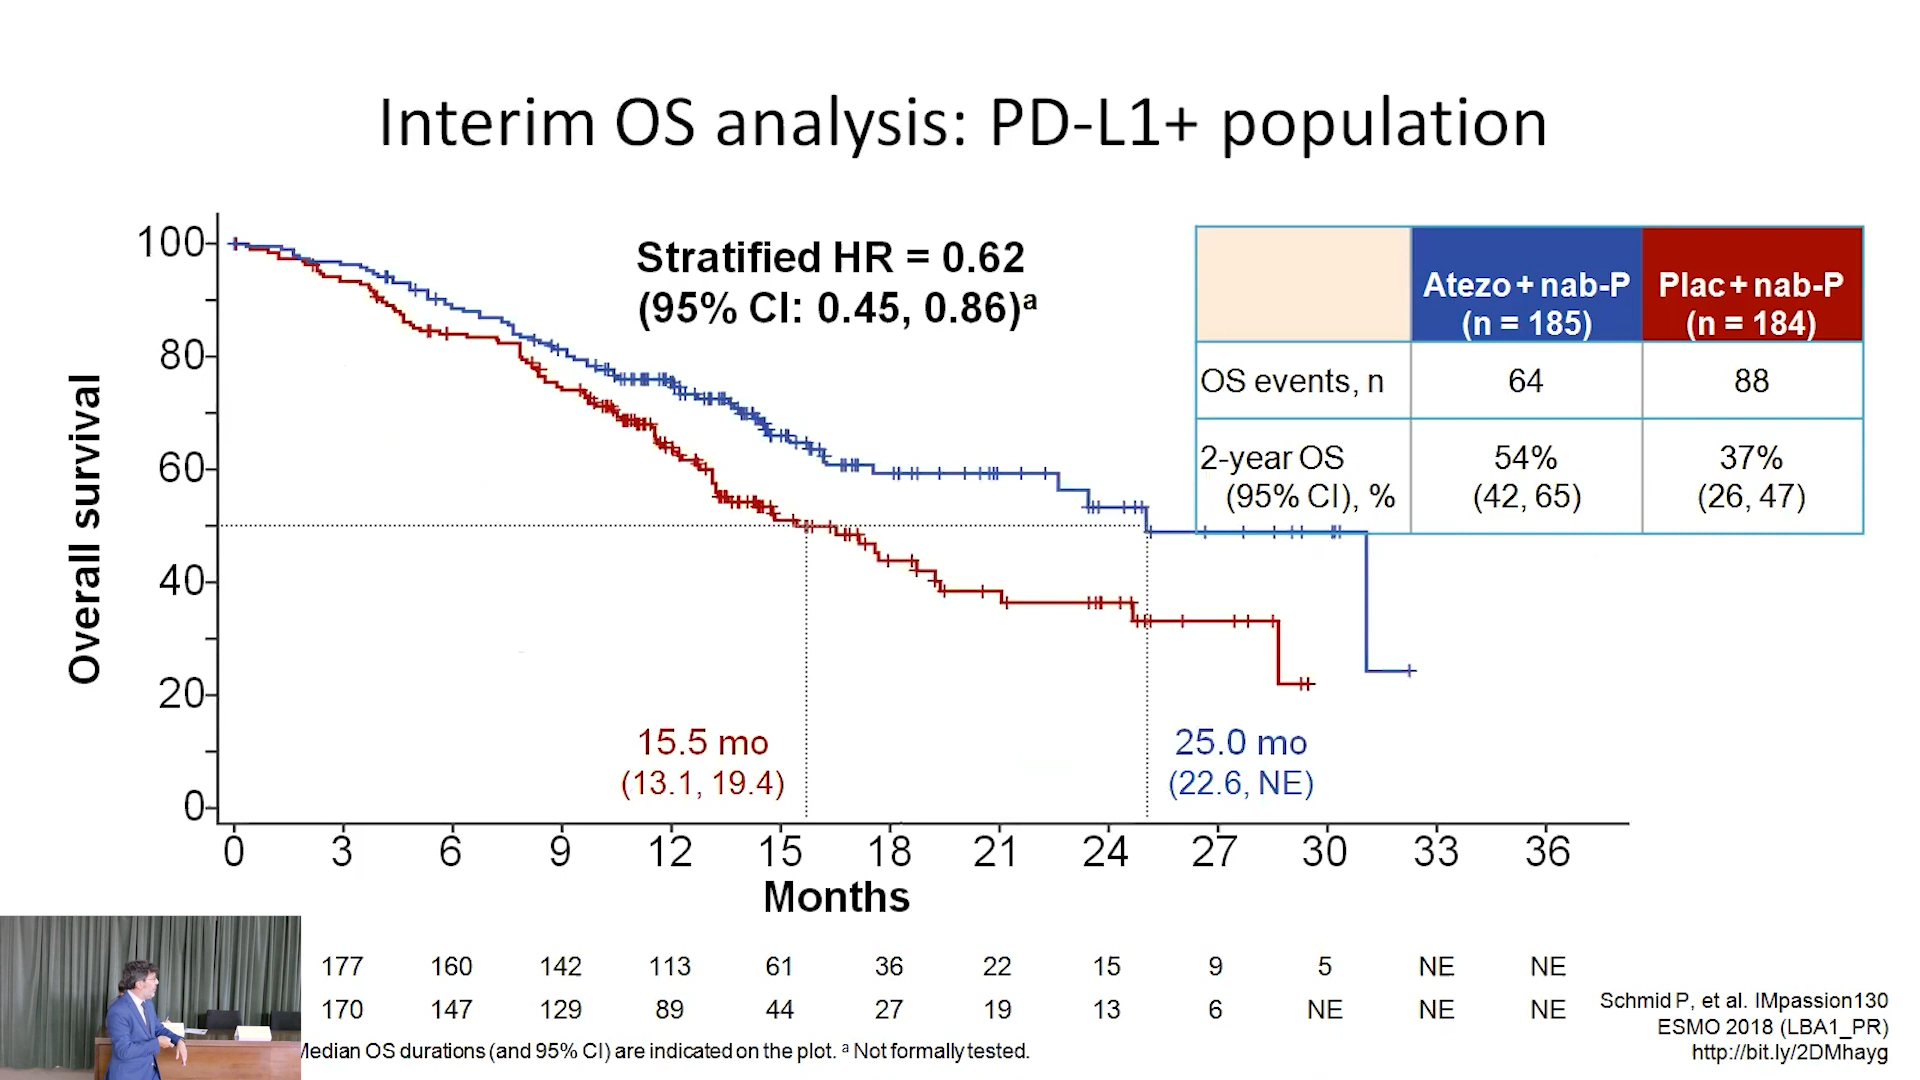 Interim OS analysis: PD-L1+ population
Stratified HR = 0.62
(95% CI: 0.45, 0.86)ª
Atezo + nab-P
(n = 185)
Plac + nab-P
(n = 184)
OS events, n 64 88
2-year OS
(95% CI), %
54%
(42, 65)
37%
(26, 47)
Overall survival
100
80
60
40
20
0
15.5 mo
(13.1, 19.4)
25.0 mo
(22.6, NE)
0 3 6 9 12 15 18 21 24 27 30 33 36
Months
177 160 142 113 61 36 22 15 9 5 NE NE
170 147 129 89 44 27 19 13 6 NE NE NE
Median OS durations (and 95% CI) are indicated on the plot. ª Not formally tested.
Schmid P, et al. IMpassion130
ESMO 2018 (LBA1_PR)
http://bit.ly/2DMhayg